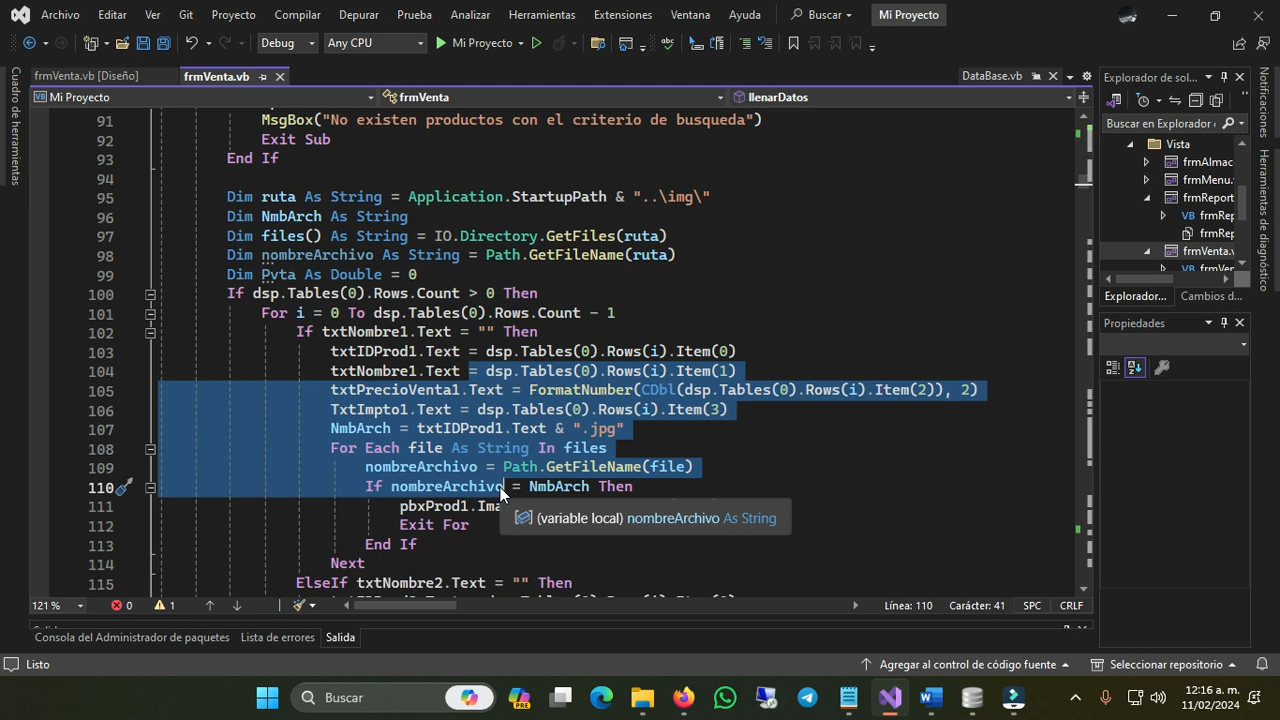 Archivo Editar Ver Git Proyecto Compilar Depurar Prueba Analizar Herramientas Extensiones Ventana Ayuda Buscar Mi Proyecto
Debug Any CPU Mi Proyecto
frmVenta.vb [Diseño] frmVenta.vb DataBase.vb Explorador de sol...
Mi Proyecto frmVenta llenarDatos
Cuadro de herramientas
Notificaciones
Herramientas de diagnóstico
Buscar en Explorador
Vista
frmAlmac
frmMenu.
frmReport
frmRep
frmRep
frmVenta.
frmVen
Explorador... Cambios d...
Propiedades
91 MsgBox("No existen productos con el criterio de busqueda")
92 Exit Sub
93 End If
94
95 Dim ruta As String = Application.StartupPath & "..\img\"
96 Dim NmbArch As String
97 Dim files() As String = IO.Directory.GetFiles(ruta)
98 Dim nombreArchivo As String = Path.GetFileName(ruta)
99 Dim Pvta As Double = 0
100 If dsp.Tables(0).Rows.Count > 0 Then
101 For i = 0 To dsp.Tables(0).Rows.Count - 1
102 If txtNombre1.Text = "" Then
103 txtIDProd1.Text = dsp.Tables(0).Rows(i).Item(0)
104 txtNombre1.Text = dsp.Tables(0).Rows(i).Item(1)
105 txtPrecioVenta1.Text = FormatNumber(CDbl(dsp.Tables(0).Rows(i).Item(2)), 2)
106 TxtImpto1.Text = dsp.Tables(0).Rows(i).Item(3)
107 NmbArch = txtIDProd1.Text & ".jpg"
108 For Each file As String In files
109 nombreArchivo = Path.GetFileName(file)
110 If nombreArchivo = NmbArch Then
111 pbxProd1.Ima
(variable local) nombreArchivo As String
112 Exit For
113 End If
114 Next
115 ElseIf txtNombre2.Text = "" Then
121 % 0 1 Línea: 110 Carácter: 41 SPC CRLF
Consola del Administrador de paquetes Lista de errores Salida
Listo Agregar al control de código fuente Seleccionar repositorio
Buscar PRE 12:16 a. m.
11/02/2024